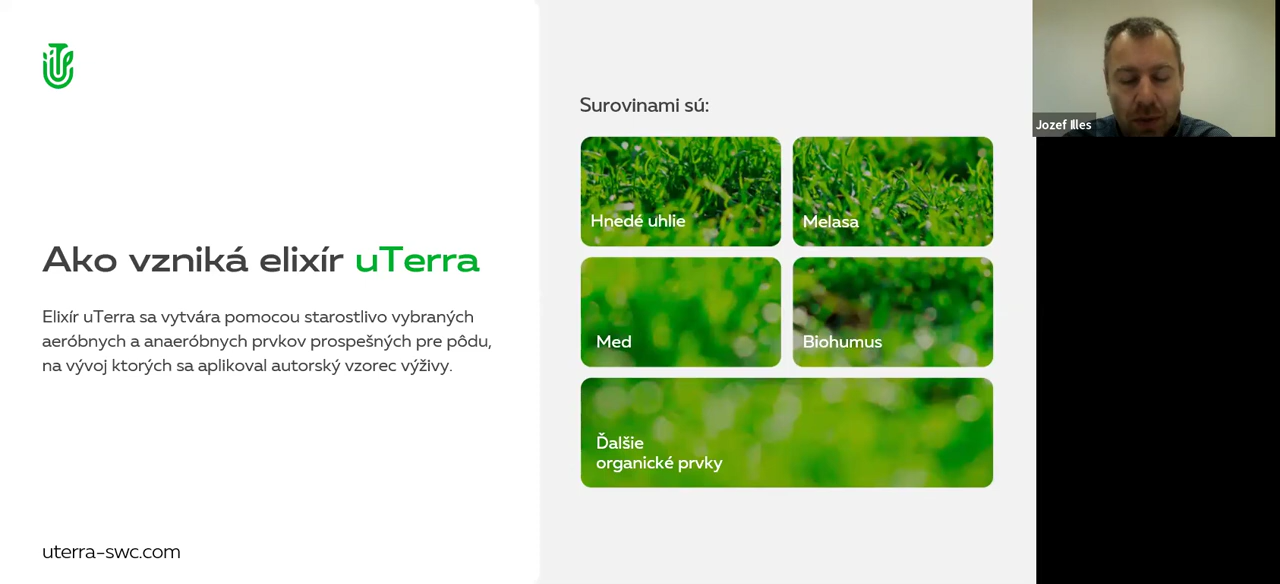 Ako vzniká elixír uTerra
Elixír uTerra sa vytvára pomocou starostlivo vybraných
aeróbnych a anaeróbnych prvkov prospešných pre pôdu,
na vývoj ktorých sa aplikoval autorský vzorec výživy.
uterra-swc.com
Surovinami sú:
Hnedé uhlie
Melasa
Med
Biohumus
Ďalšie
organické prvky
Jozef Illes